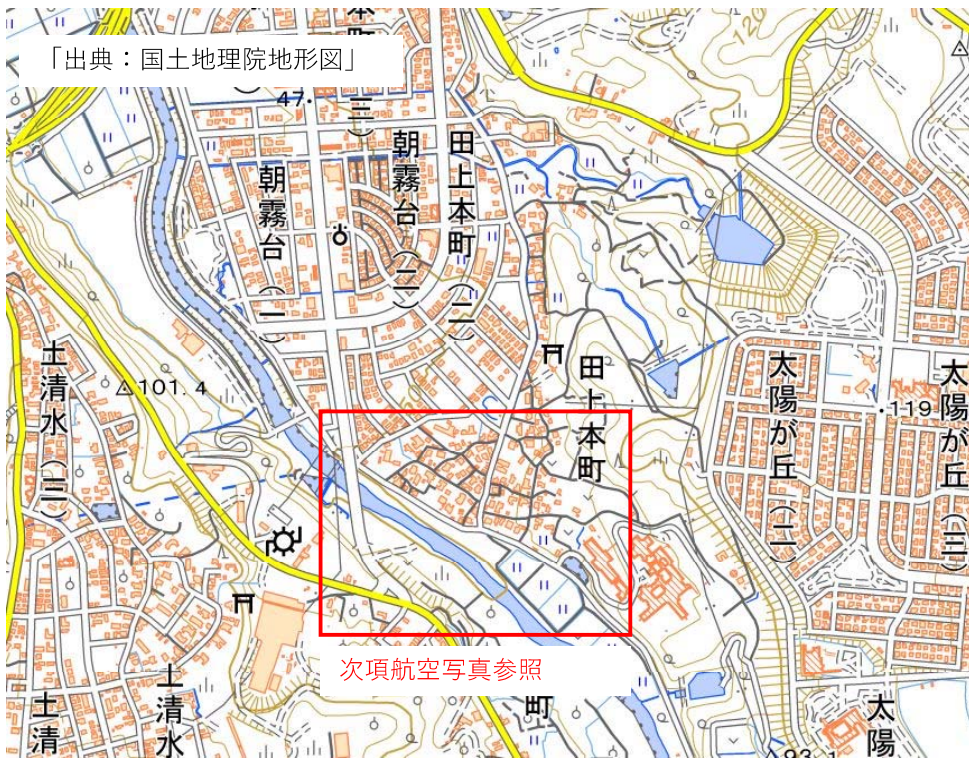 「出典：国土地理院地形図」
47
朝霧台（一）
朝霧台（二）
田上本町（二）
土清水（二）
101.4
田上本町
太陽が丘（二）
119
太陽が丘（三）
次項航空写真参照
土清
土清水
町
太陽